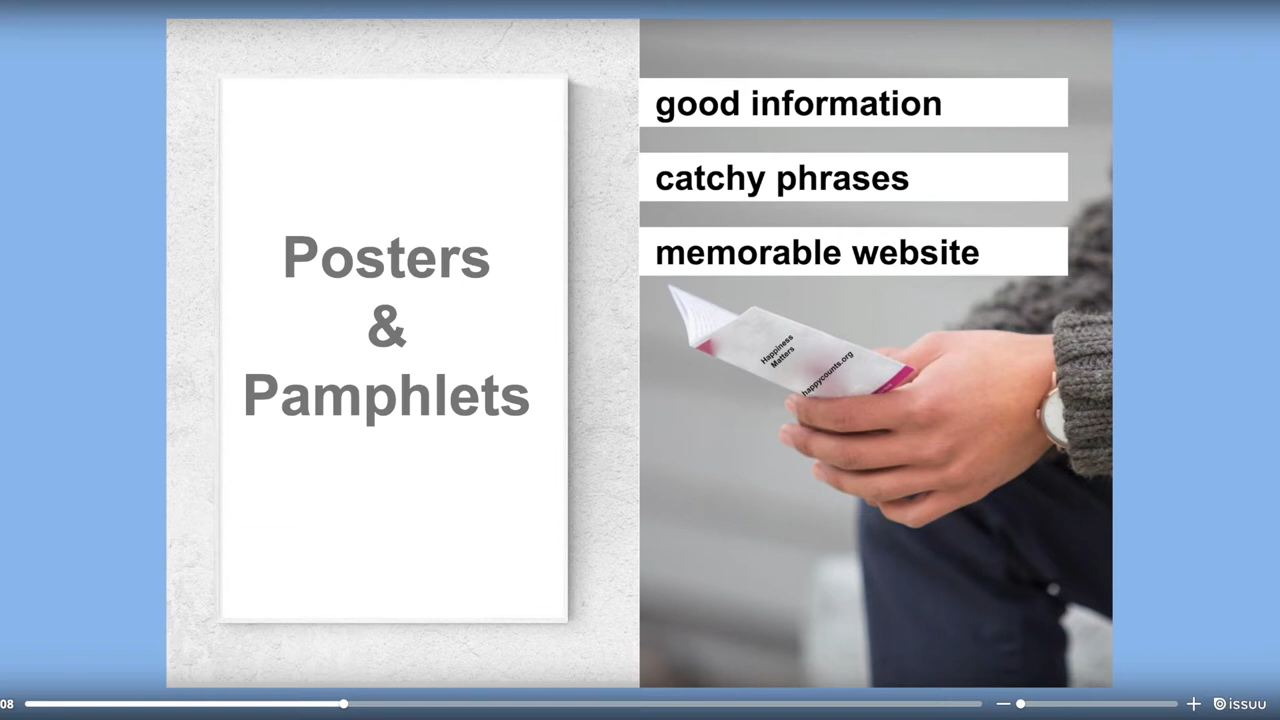 Posters
&
Pamphlets
good information
catchy phrases
memorable website
Happiness
Matters
happycounts.org
08
issuu